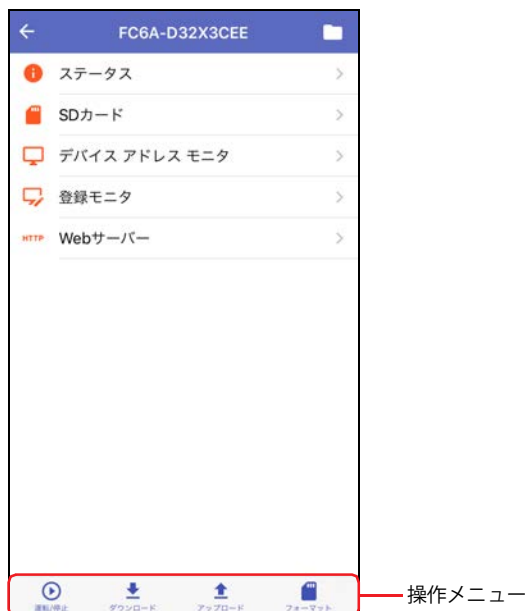 FC6A-D32X3CEE
ステータス
SDカード
デバイス アドレス モニタ
登録モニタ
HTTP Webサーバー
運転/停止 ダウンロード アップロード フォーマット
操作メニュー